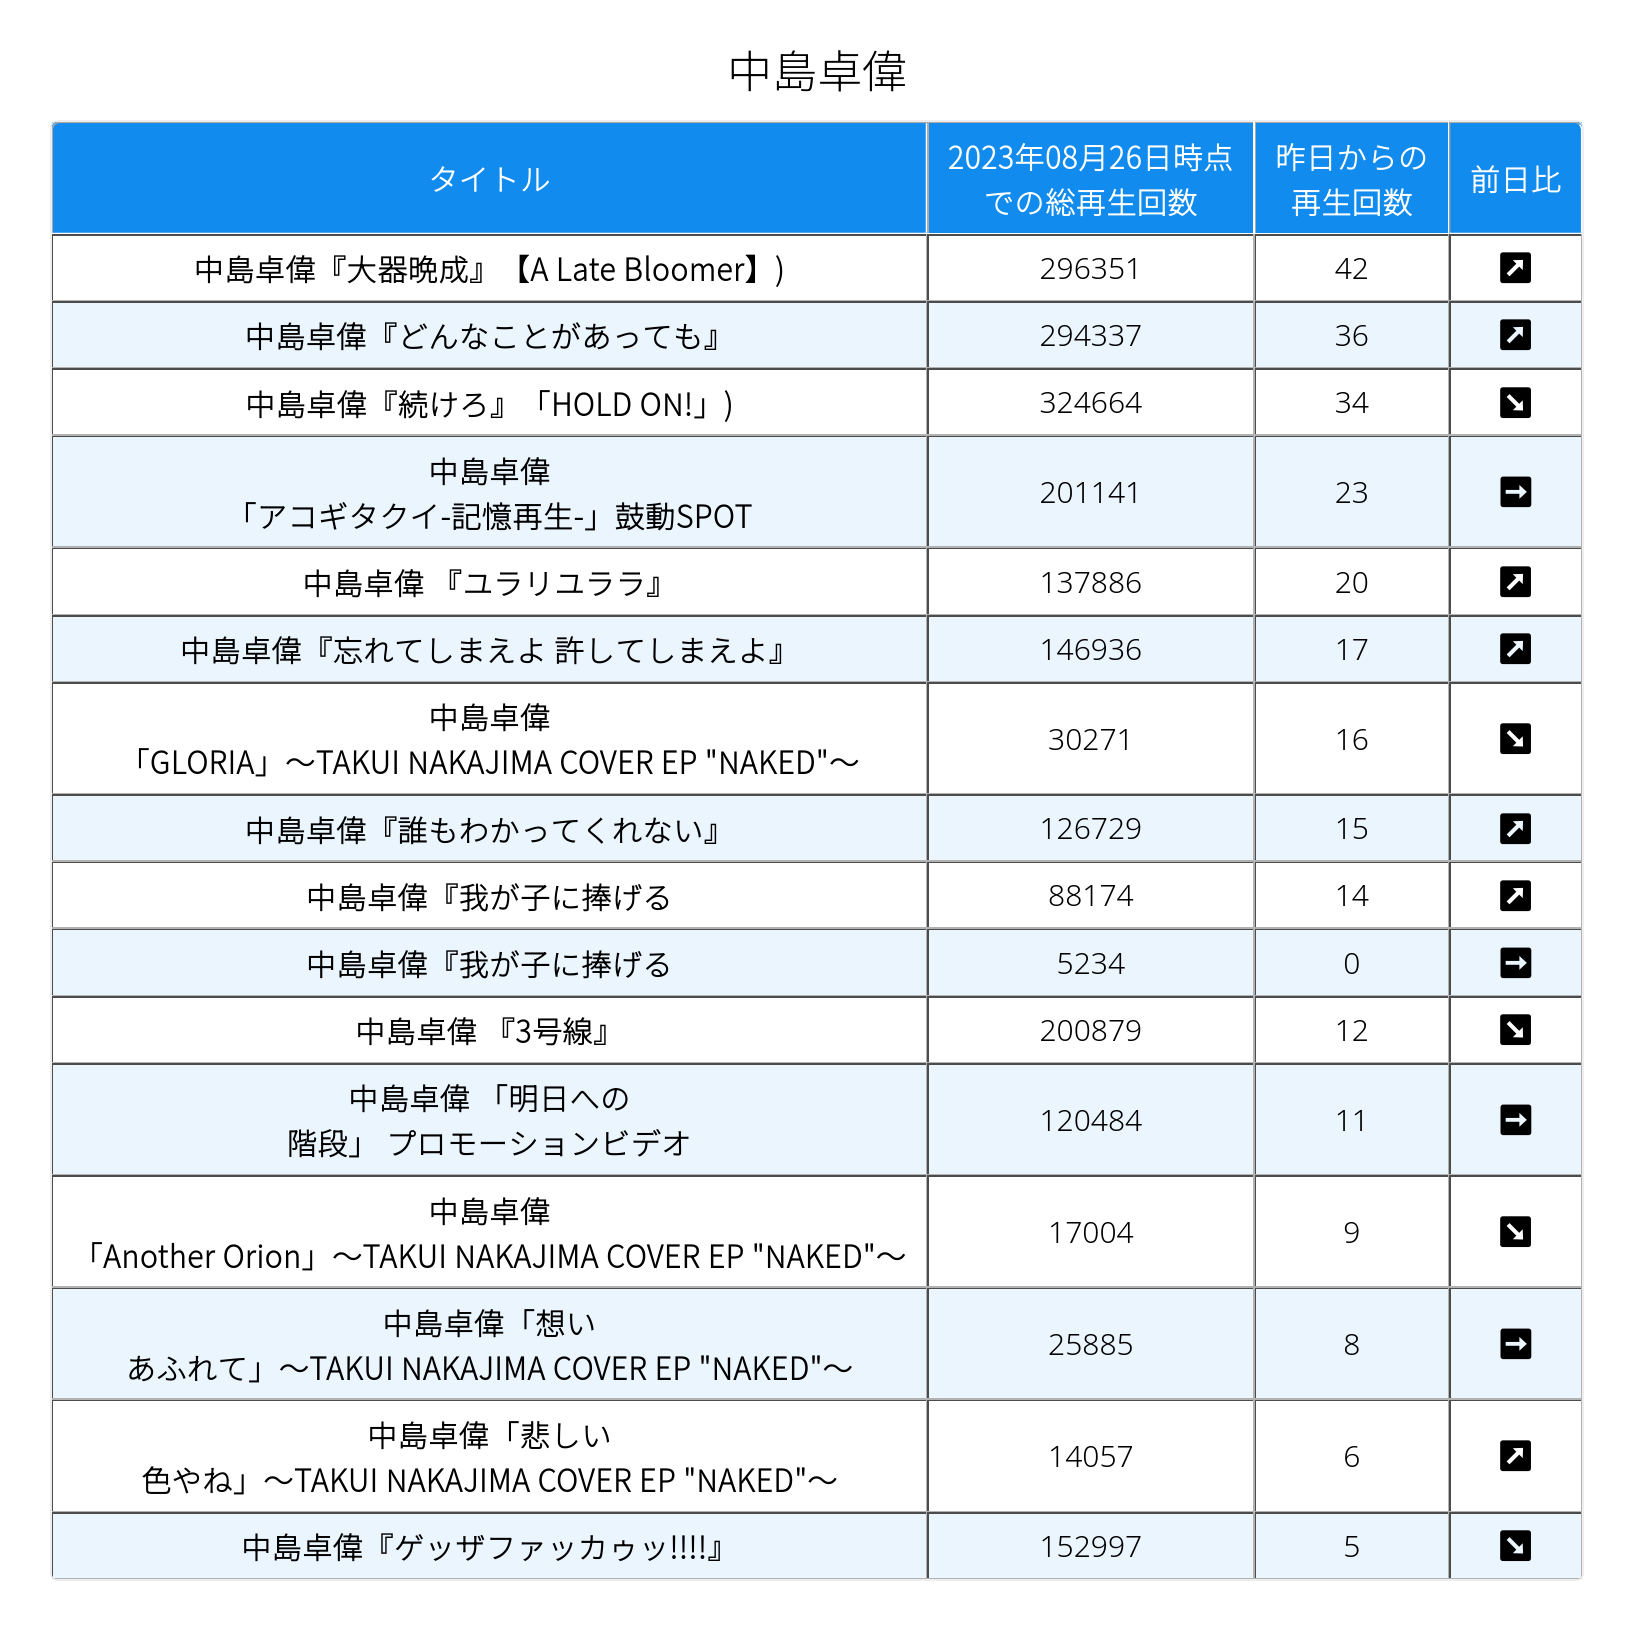 中島卓偉
タイトル
2023年08月26日時点
での総再生回数
昨日からの
再生回数
前日比
中島卓偉『大器晩成』【A Late Bloomer】) 296351 42
中島卓偉『どんなことがあっても』 294337 36
中島卓偉『続けろ』「HOLD ON!」) 324664 34
中島卓偉
「アコギタクイ-記憶再生-」鼓動SPOT 201141 23
中島卓偉 『ユラリユララ』 137886 20
中島卓偉『忘れてしまえよ 許してしまえよ』 146936 17
中島卓偉
「GLORIA」～TAKUI NAKAJIMA COVER EP "NAKED"～ 30271 16
中島卓偉『誰もわかってくれない』 126729 15
中島卓偉『我が子に捧げる 88174 14
中島卓偉『我が子に捧げる 5234 0
中島卓偉 『3号線』 200879 12
中島卓偉 「明日への
階段」 プロモーションビデオ 120484 11
中島卓偉
「Another Orion」～TAKUI NAKAJIMA COVER EP "NAKED"～ 17004 9
中島卓偉「想い
あふれて」～TAKUI NAKAJIMA COVER EP "NAKED"～ 25885 8
中島卓偉「悲しい
色やね」～TAKUI NAKAJIMA COVER EP "NAKED"～ 14057 6
中島卓偉『ゲッザファッカゥッ!!!!』 152997 5